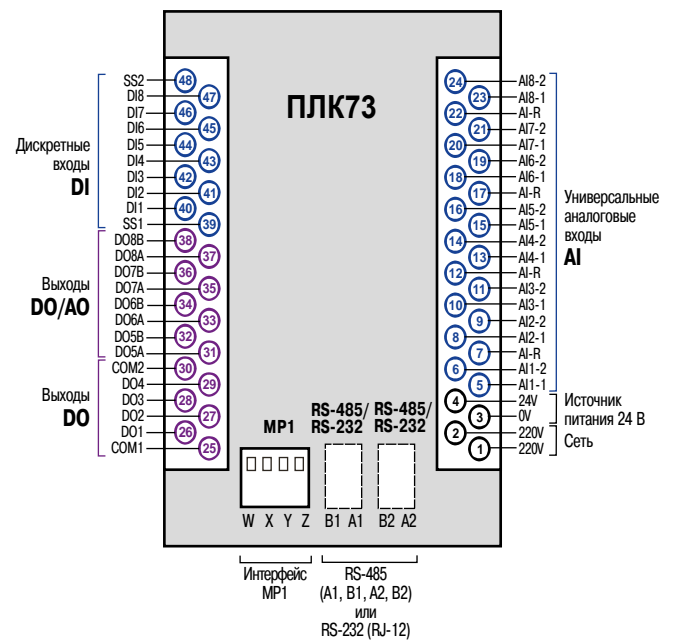 ПЛК73
SS2 48
DI8 47
DI7 46
DI6 45
DI5 44
DI4 43
DI3 42
DI2 41
DI1 40
SS1 39
DO8B 38
DO8A 37
DO7B 36
DO7A 35
DO6B 34
DO6A 33
DO5B 32
DO5A 31
COM2 30
DO4 29
DO3 28
DO2 27
DO1 26
COM1 25
Дискретные
входы
DI
Выходы
DO/AO
Выходы
DO
24 AI8-2
23 AI8-1
22 AI-R
21 AI7-2
20 AI7-1
19 AI6-2
18 AI6-1
17 AI-R
16 AI5-2
15 AI5-1
14 AI4-2
13 AI4-1
12 AI-R
11 AI3-2
10 AI3-1
9 AI2-2
8 AI2-1
7 AI-R
6 AI1-2
5 AI1-1
4 24V
3 0V
2 220V
1 220V
Универсальные
аналоговые
входы
AI
Источник
питания 24 В
Сеть
MP1
RS-485/
RS-232
RS-485/
RS-232
W X Y Z
B1 A1
B2 A2
Интерфейс
MP1
RS-485
(A1, B1, A2, B2)
или
RS-232 (RJ-12)